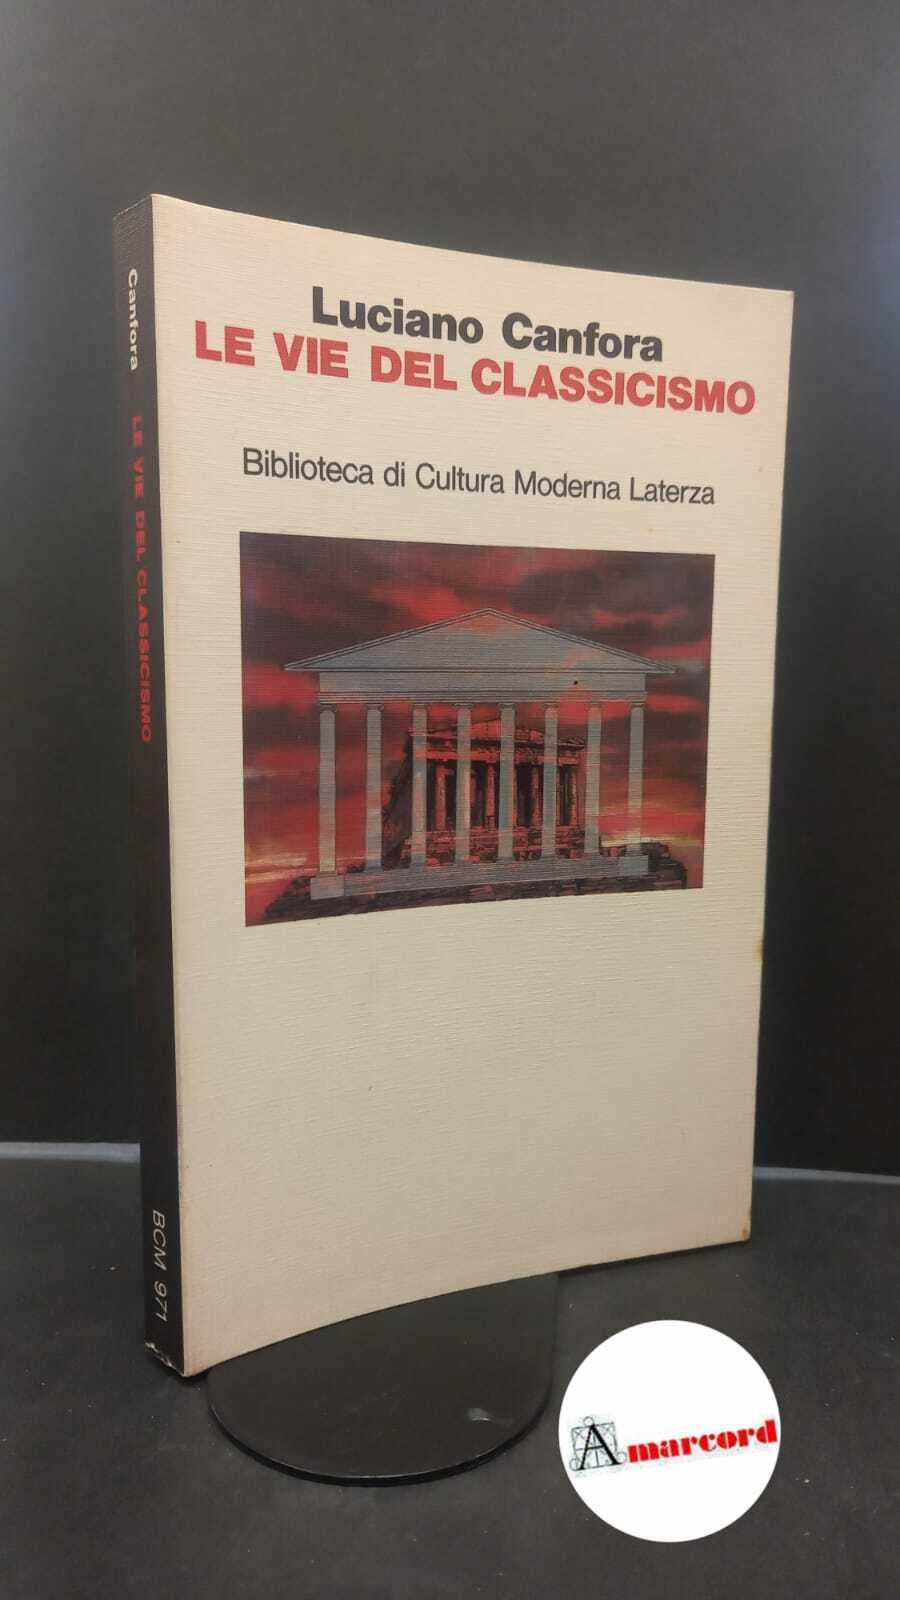 Luciano Canfora
LE VIE DEL CLASSICISMO
Biblioteca di Cultura Moderna Laterza
Canfora LE VIE DEL CLASSICISMO BCM 971
Amarcord